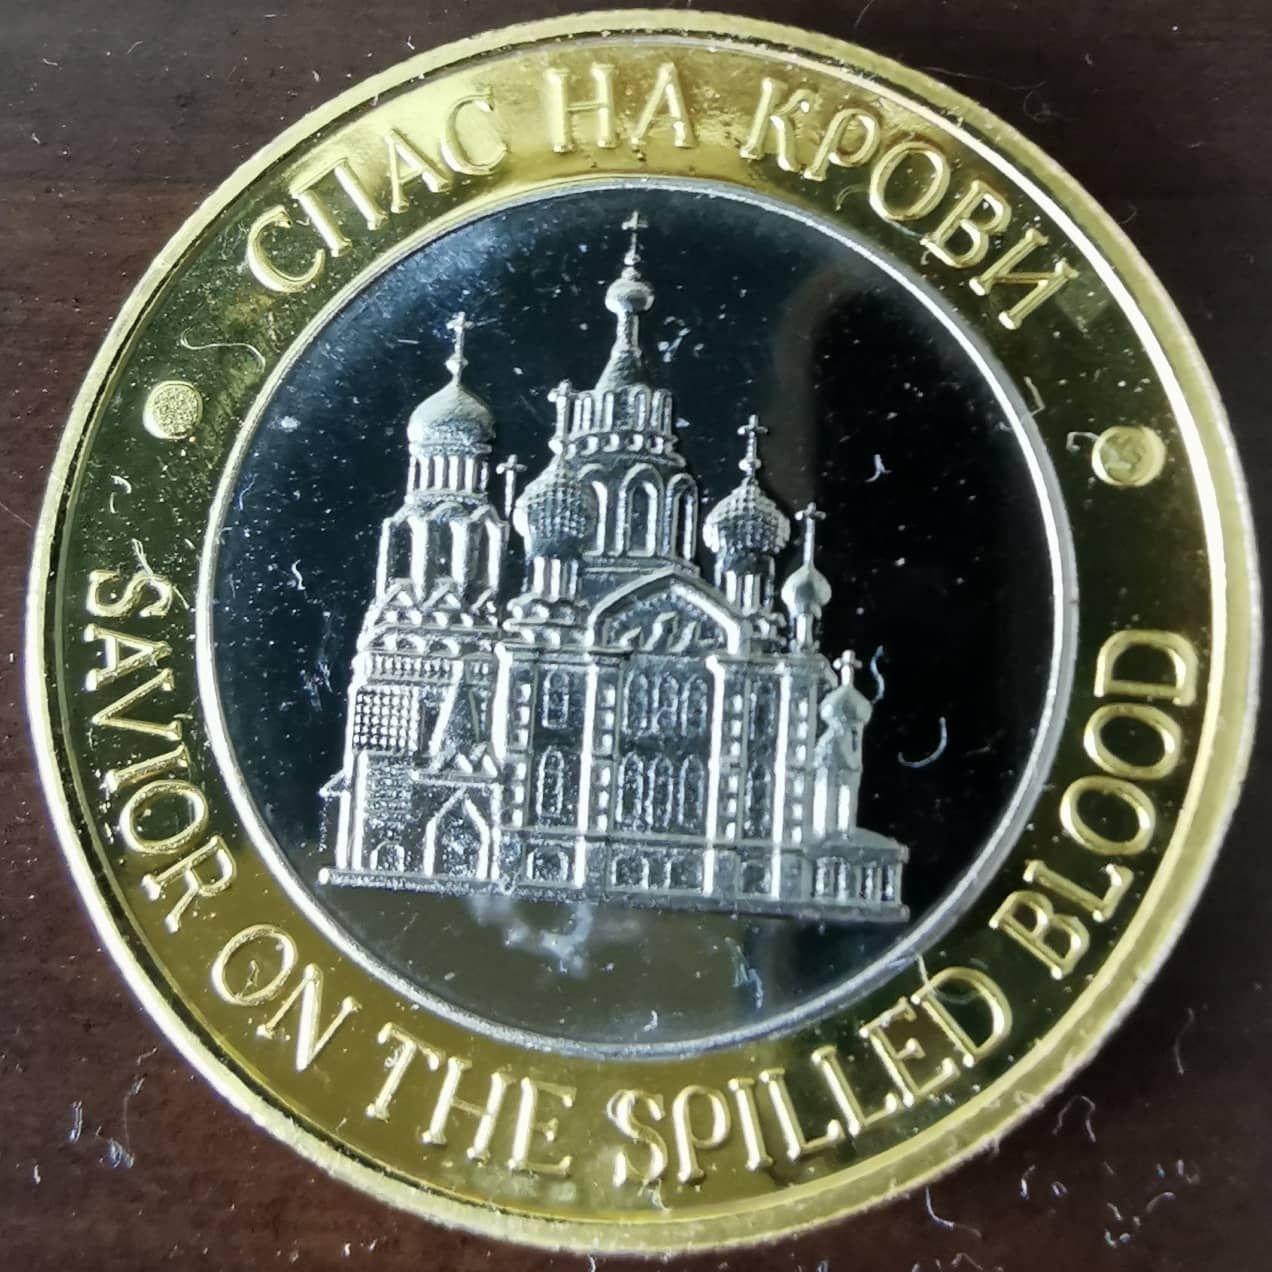 СПАС НА КРОВИ
SAVIOR ON THE SPILLED BLOOD